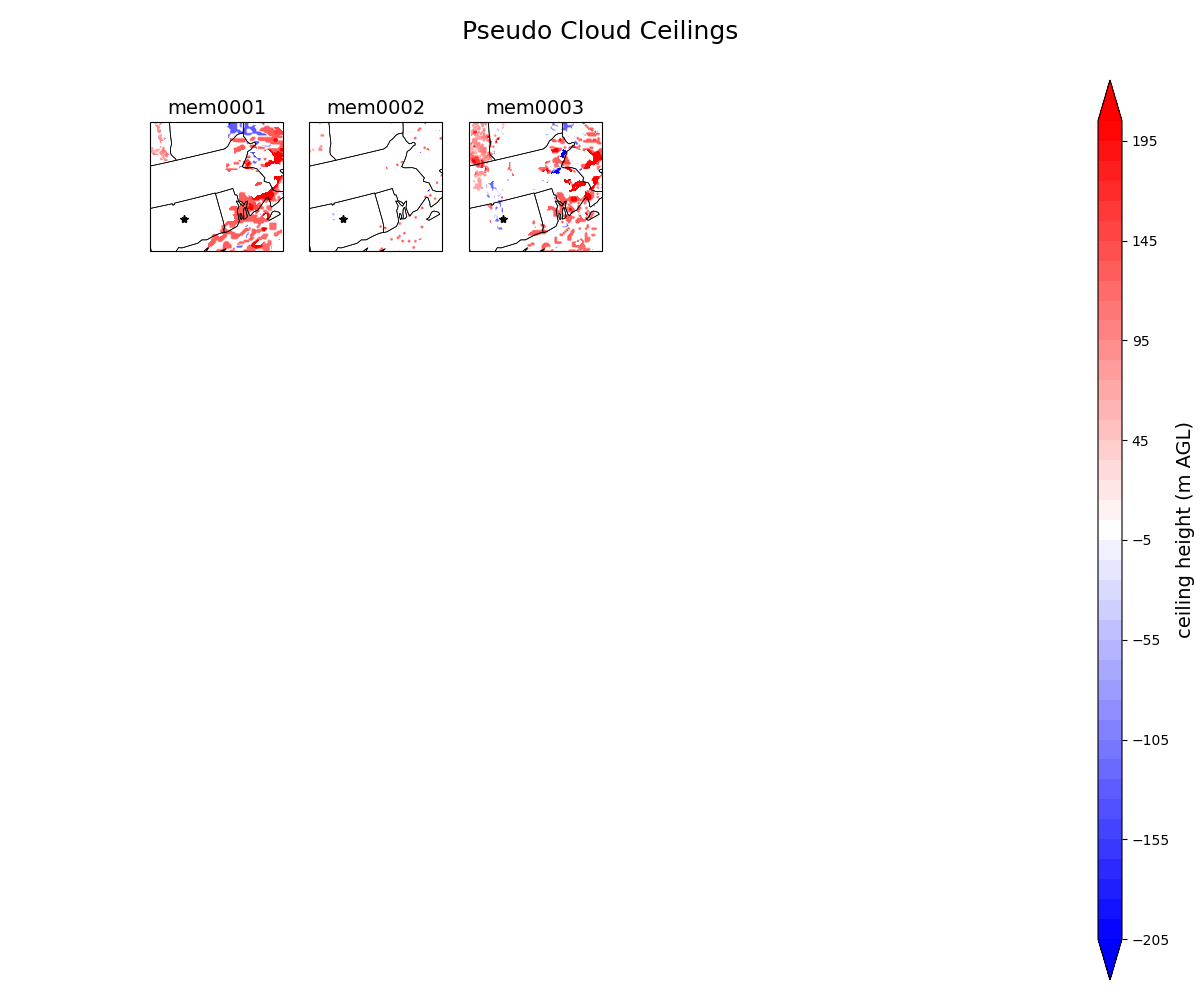 Pseudo Cloud Ceilings
mem0001
mem0002
mem0003
195
145
95
45
−5
−55
−105
−155
−205
ceiling height (m AGL)